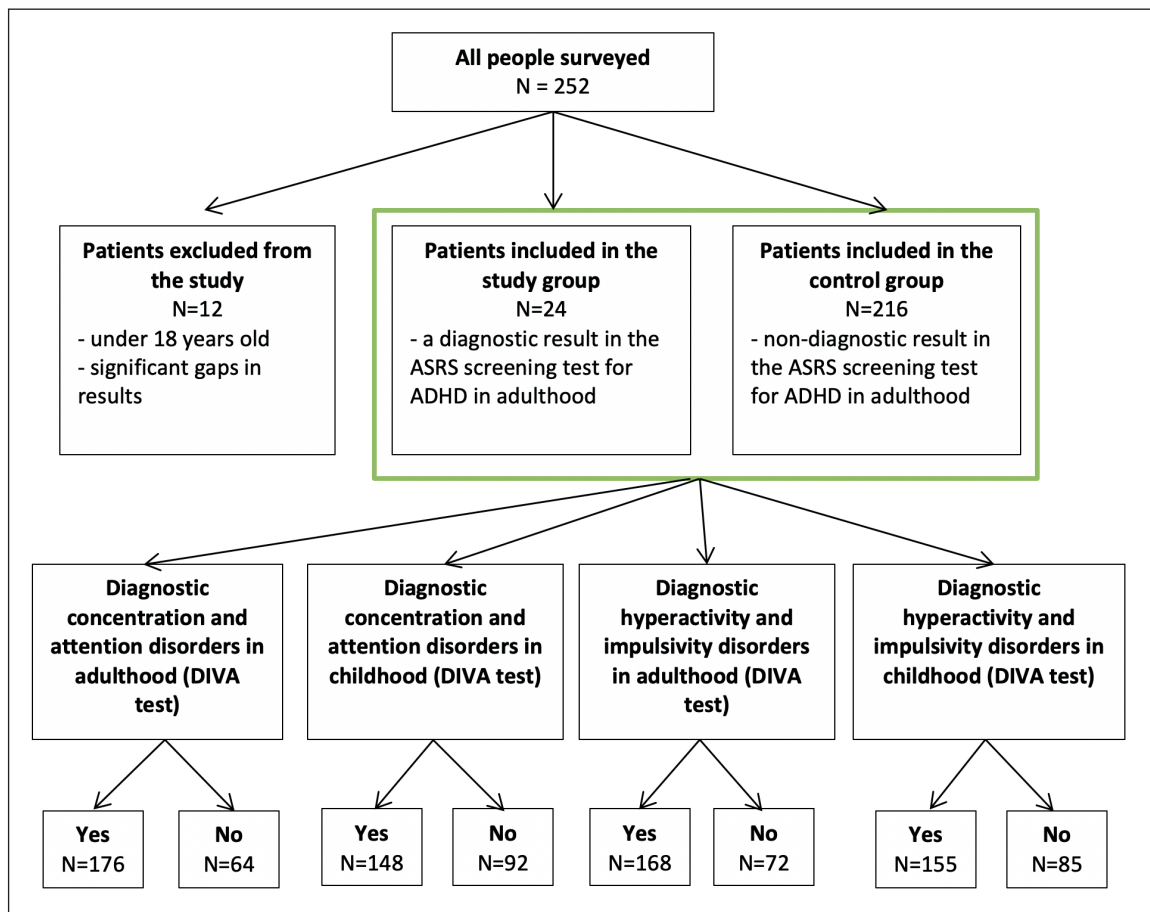 All people surveyed
N = 252
Patients excluded from
the study
N=12
- under 18 years old
- significant gaps in
results
Patients included in the
study group
N=24
- a diagnostic result in the
ASRS screening test for
ADHD in adulthood
Patients included in the
control group
N=216
- non-diagnostic result in
the ASRS screening test
for ADHD in adulthood
Diagnostic
concentration and
attention disorders in
adulthood (DIVA
test)
Diagnostic
concentration and
attention disorders in
childhood (DIVA test)
Diagnostic
hyperactivity and
impulsivity disorders
in adulthood (DIVA
test)
Diagnostic
hyperactivity and
impulsivity disorders in
childhood (DIVA test)
Yes
N=176
No
N=64
Yes
N=148
No
N=92
Yes
N=168
No
N=72
Yes
N=155
No
N=85